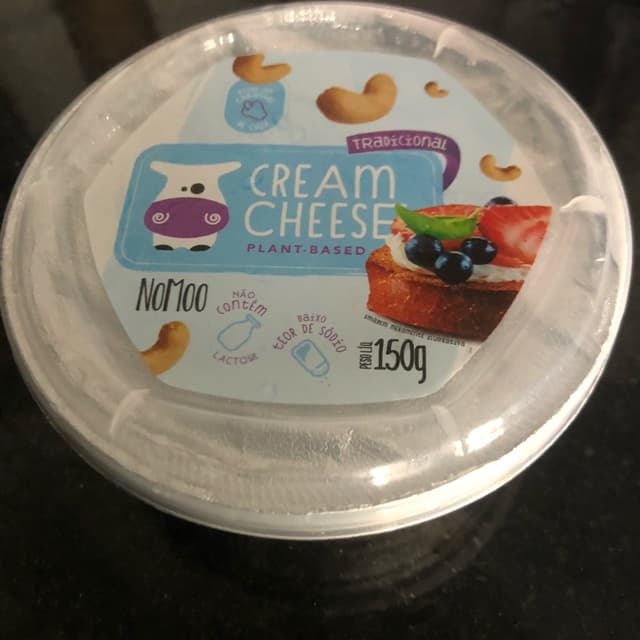 TRADICIONAL
CREAM
CHEESE
PLANT-BASED
NoMoo
NÃO
contém
LACTOSE
BAIXO
TEOR DE SÓDIO
PESO LÍQ.
150g